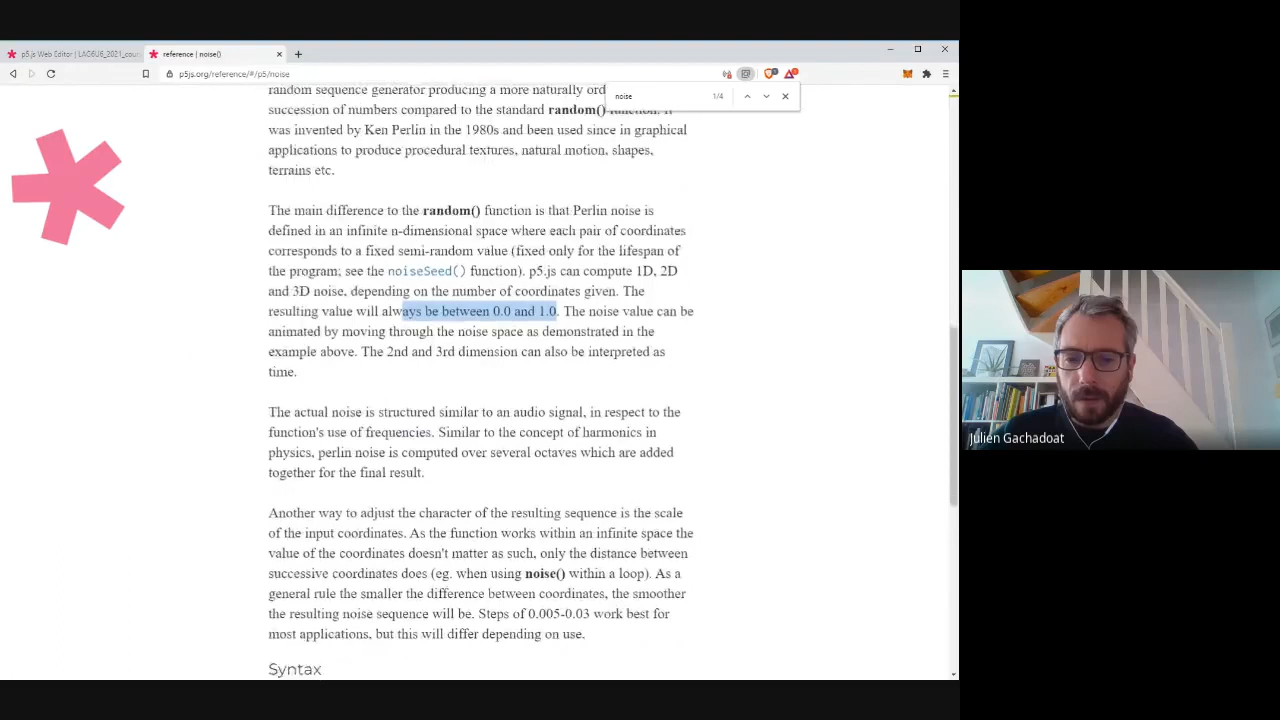 p5.js Web Editor | LAG6U6_2021_cour
reference | noise()
p5js.org/reference/#/p5/noise
noise
1/4
random sequence generator producing a more naturally ord
succession of numbers compared to the standard random() function. It
was invented by Ken Perlin in the 1980s and been used since in graphical
applications to produce procedural textures, natural motion, shapes,
terrains etc.
The main difference to the random() function is that Perlin noise is
defined in an infinite n-dimensional space where each pair of coordinates
corresponds to a fixed semi-random value (fixed only for the lifespan of
the program; see the noiseSeed() function). p5.js can compute 1D, 2D
and 3D noise, depending on the number of coordinates given. The
resulting value will always be between 0.0 and 1.0. The noise value can be
animated by moving through the noise space as demonstrated in the
example above. The 2nd and 3rd dimension can also be interpreted as
time.
The actual noise is structured similar to an audio signal, in respect to the
function's use of frequencies. Similar to the concept of harmonics in
physics, perlin noise is computed over several octaves which are added
together for the final result.
Another way to adjust the character of the resulting sequence is the scale
of the input coordinates. As the function works within an infinite space the
value of the coordinates doesn't matter as such, only the distance between
successive coordinates does (eg. when using noise() within a loop). As a
general rule the smaller the difference between coordinates, the smoother
the resulting noise sequence will be. Steps of 0.005-0.03 work best for
most applications, but this will differ depending on use.
Syntax
Julien Gachadoat